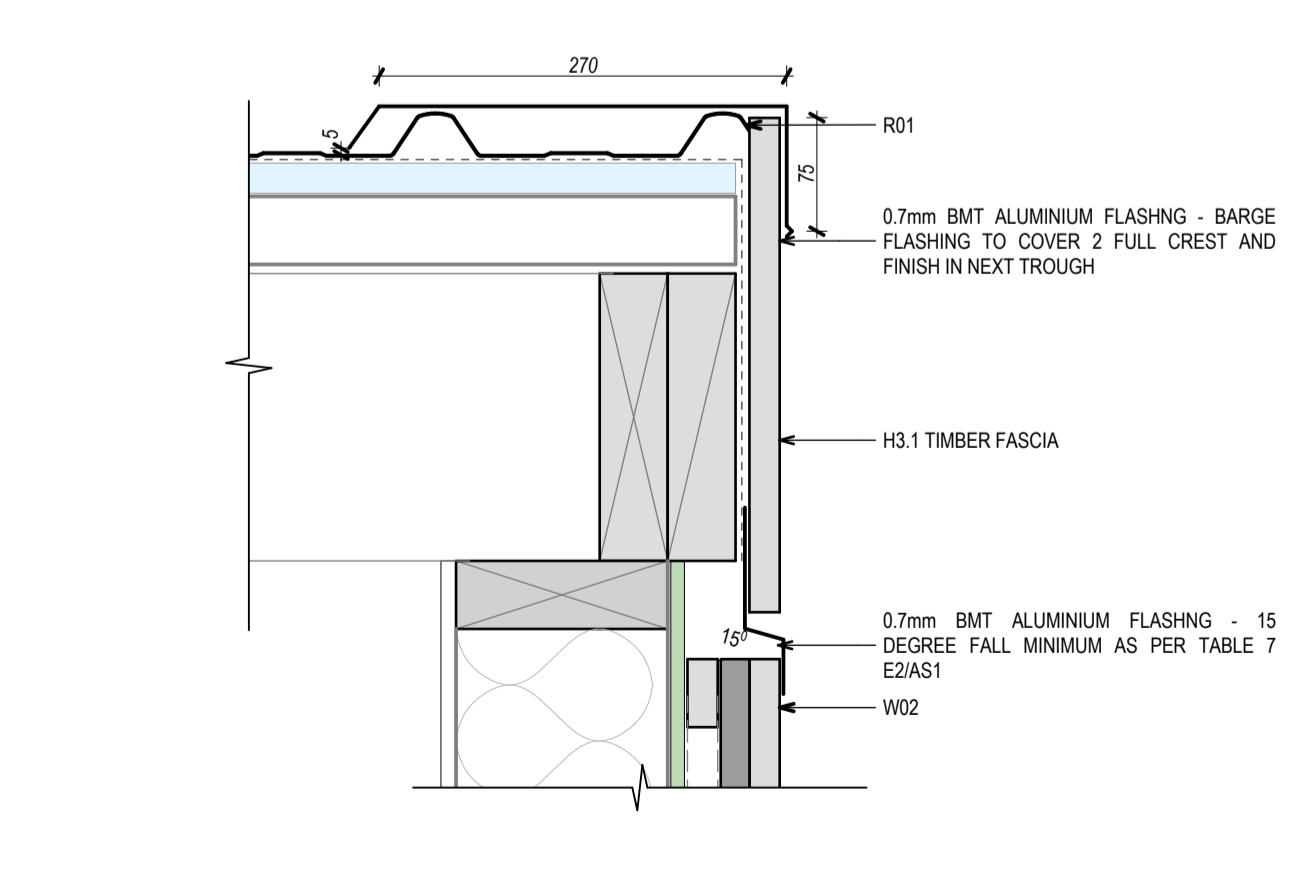 270
5
R01
75
0.7mm BMT ALUMINIUM FLASHNG - BARGE
FLASHING TO COVER 2 FULL CREST AND
FINISH IN NEXT TROUGH
H3.1 TIMBER FASCIA
0.7mm BMT ALUMINIUM FLASHNG - 15
DEGREE FALL MINIMUM AS PER TABLE 7
E2/AS1
15⁰
W02